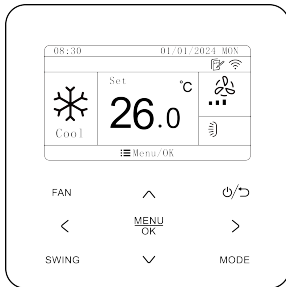 08:30 01/01/2024 MON
Set
℃
26.0
Cool
Menu/OK
FAN
MENU
OK
SWING
MODE